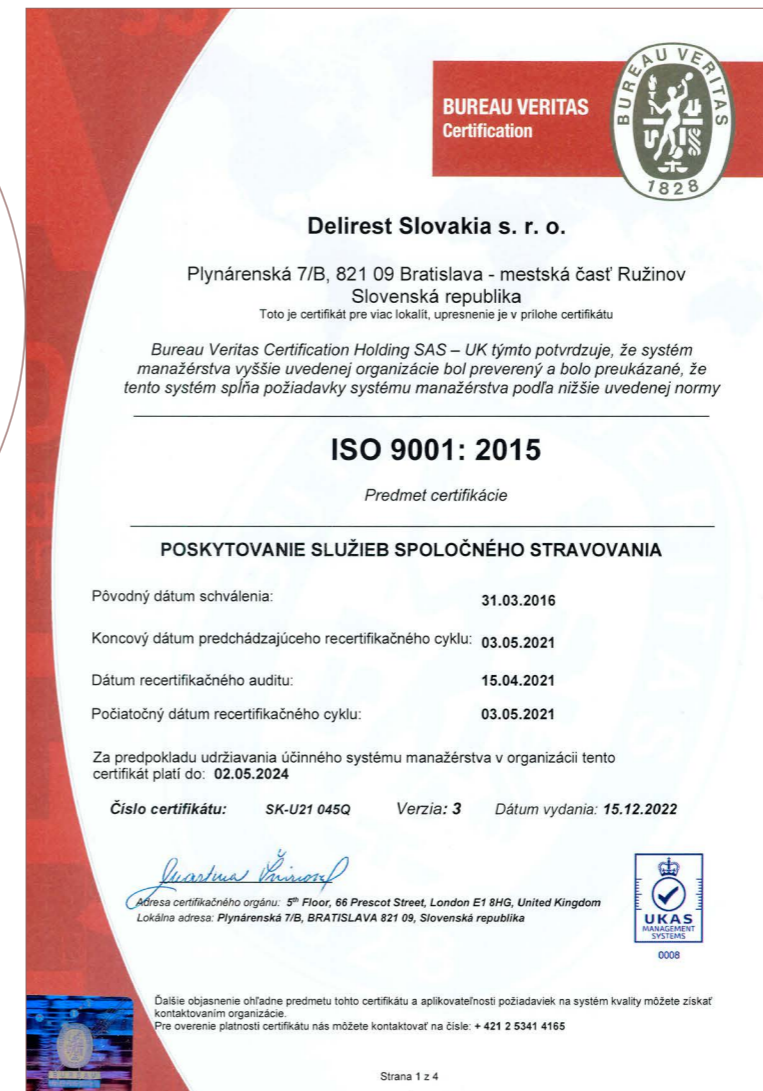 BUREAU VERITAS
Certification
BUREAU VERITAS
1828
Delirest Slovakia s. r. o.
Plynárenská 7/B, 821 09 Bratislava - mestská časť Ružinov
Slovenská republika
Toto je certifikát pre viac lokalít, upresnenie je v prílohe certifikátu
Bureau Veritas Certification Holding SAS – UK týmto potvrdzuje, že systém
manažérstva vyššie uvedenej organizácie bol preverený a bolo preukázané, že
tento systém spĺňa požiadavky systému manažérstva podľa nižšie uvedenej normy
ISO 9001: 2015
Predmet certifikácie
POSKYTOVANIE SLUŽIEB SPOLOČNÉHO STRAVOVANIA
Pôvodný dátum schválenia: 31.03.2016
Koncový dátum predchádzajúceho recertifikačného cyklu: 03.05.2021
Dátum recertifikačného auditu: 15.04.2021
Počiatočný dátum recertifikačného cyklu: 03.05.2021
Za predpokladu udržiavania účinného systému manažérstva v organizácii tento
certifikát platí do: 02.05.2024
Číslo certifikátu: SK-U21 045Q Verzia: 3 Dátum vydania: 15.12.2022
Adresa certifikačného orgánu: 5th Floor, 66 Prescot Street, London E1 8HG, United Kingdom
Lokálna adresa: Plynárenská 7/B, BRATISLAVA 821 09, Slovenská republika
UKAS
MANAGEMENT
SYSTEMS
0008
Ďalšie objasnenie ohľadne predmetu tohto certifikátu a aplikovateľnosti požiadaviek na systém kvality môžete získať
kontaktovaním organizácie.
Pre overenie platnosti certifikátu nás môžete kontaktovať na čísle: + 421 2 5341 4165
Strana 1 z 4